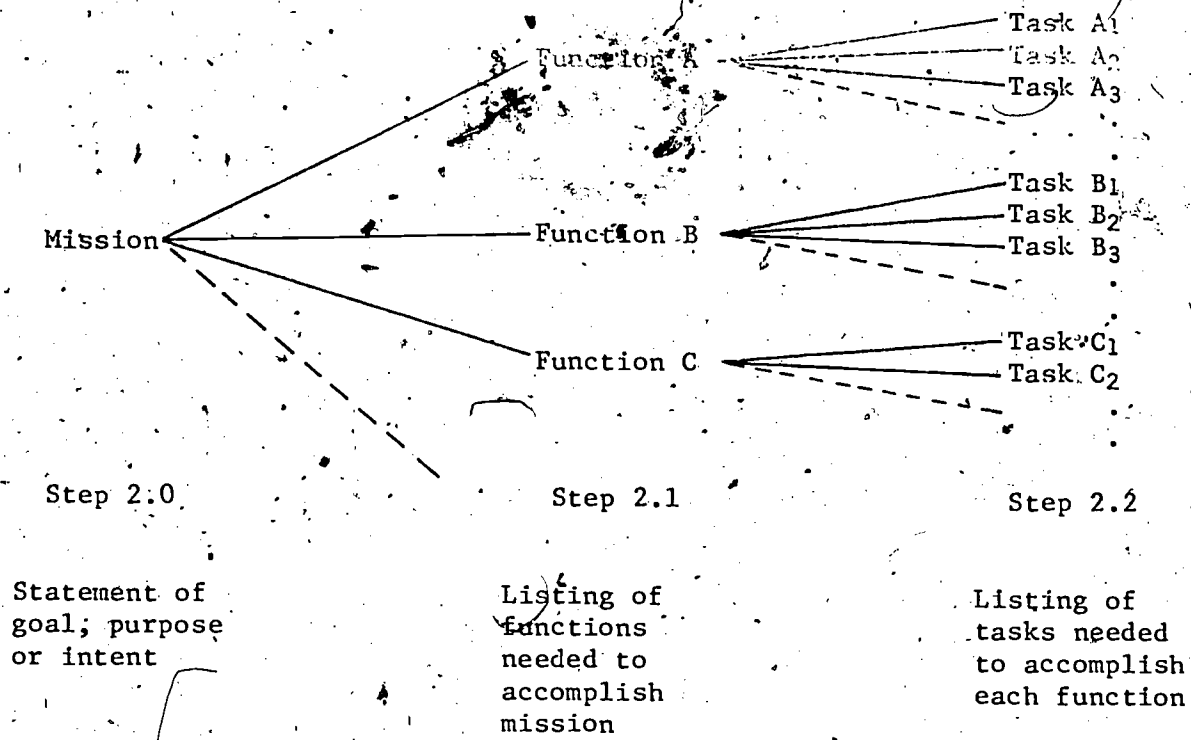 Task A1
Function A
Task A2
Task A3
Task B1
Mission
Function B
Task B2
Task B3
Task C1
Function C
Task C2
Step 2.0
Step 2.1
Step 2.2
Statement of
goal; purpose
or intent
Listing of
functions
needed to
accomplish
mission
Listing of
tasks needed
to accomplish
each function